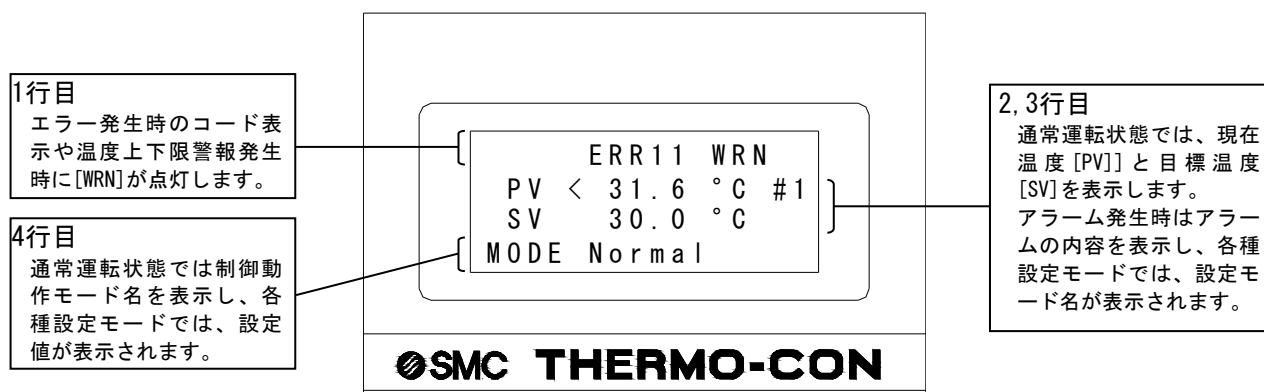 1行目
エラー発生時のコード表
示や温度上下限警報発生
時に[WRN]が点灯します。
4行目
通常運転状態では制御動
作モード名を表示し、各
種設定モードでは、設定
値が表示されます。
ERR11 WRN
PV < 31.6 °C #1
SV 30.0 °C
MODE Normal
2,3行目
通常運転状態では、現在
温度[PV]]と目標温度
[SV]を表示します。
アラーム発生時はアラー
ムの内容を表示し、各種
設定モードでは、設定モ
ード名が表示されます。
SMC THERMO-CON